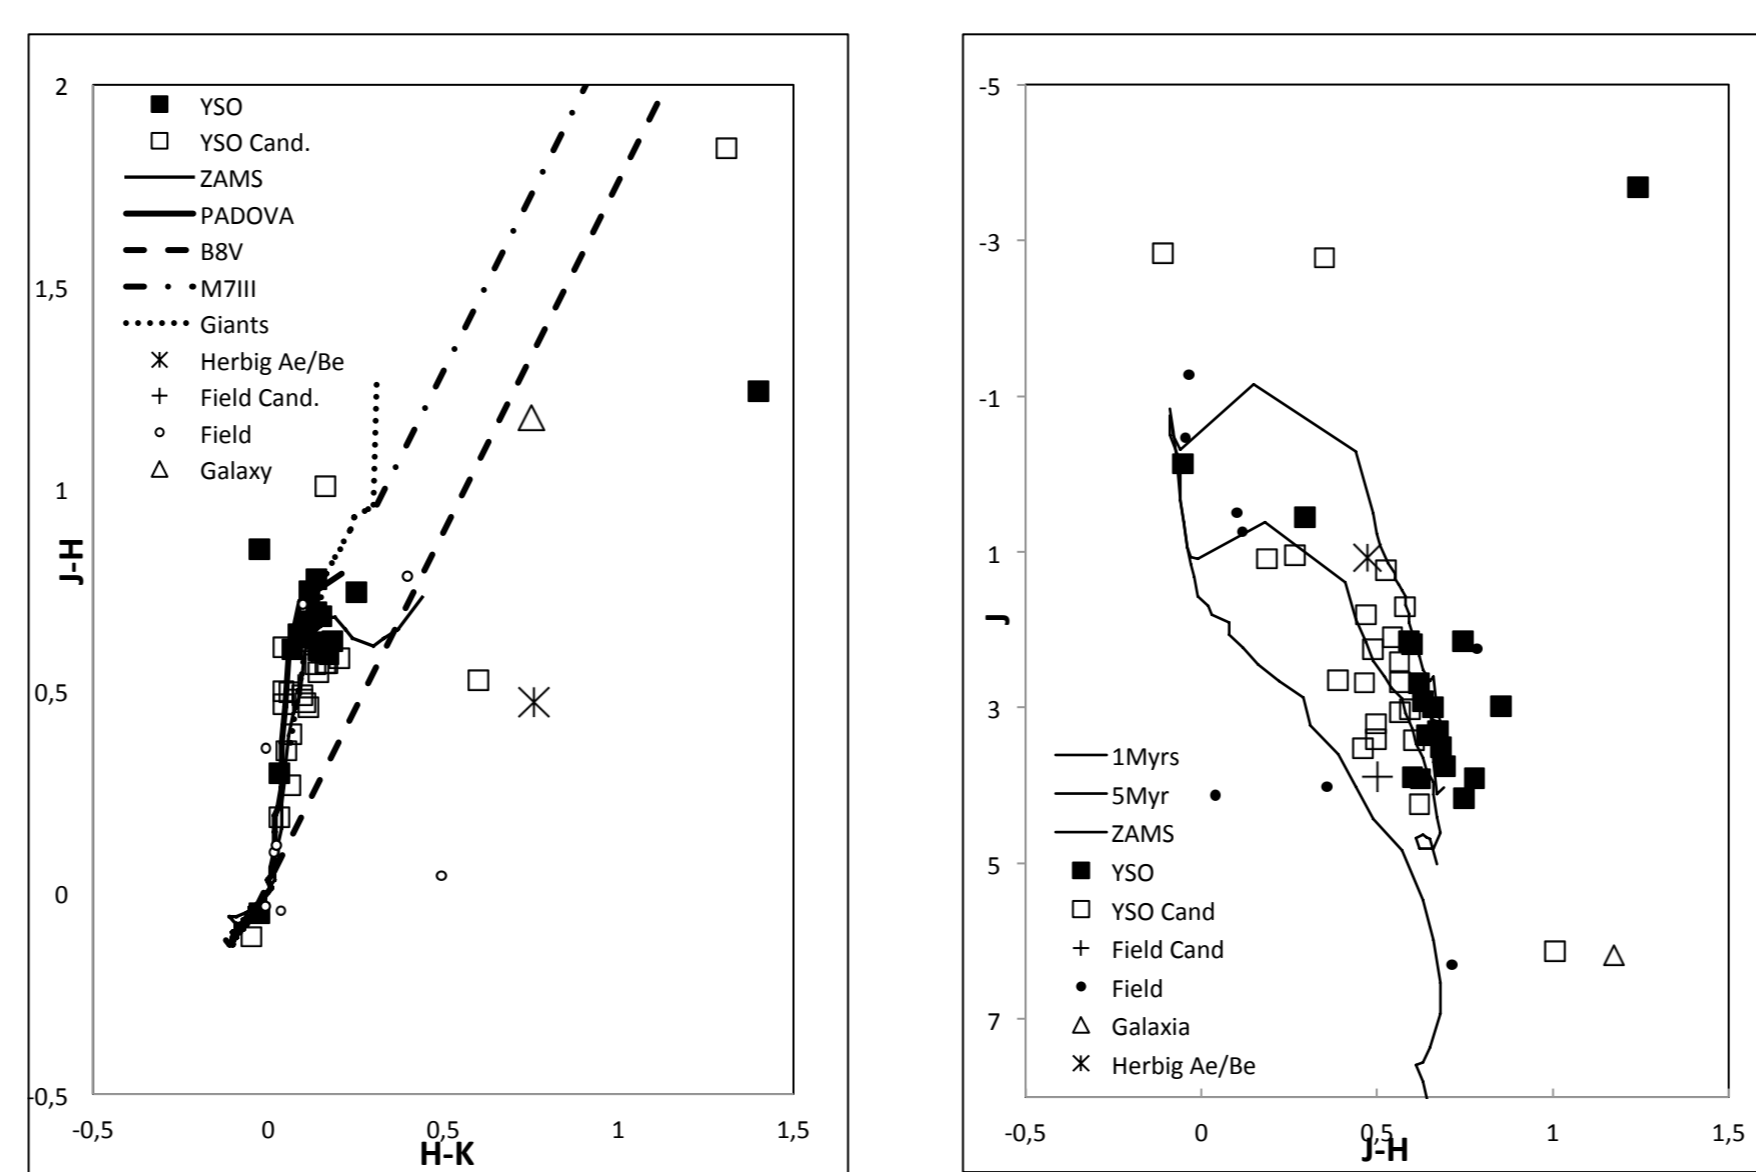 2
1,5
1
0,5
0
-0,5
J-H
YSO
YSO Cand.
ZAMS
PADOVA
B8V
M7III
Giants
Herbig Ae/Be
Field Cand.
Field
Galaxy
-0,5
0
0,5
1
1,5
H-K
-5
-3
-1
1
3
5
7
J
1Myrs
5Myr
ZAMS
YSO
YSO Cand
Field Cand
Field
Galaxia
Herbig Ae/Be
-0,5
0
0,5
1
1,5
J-H